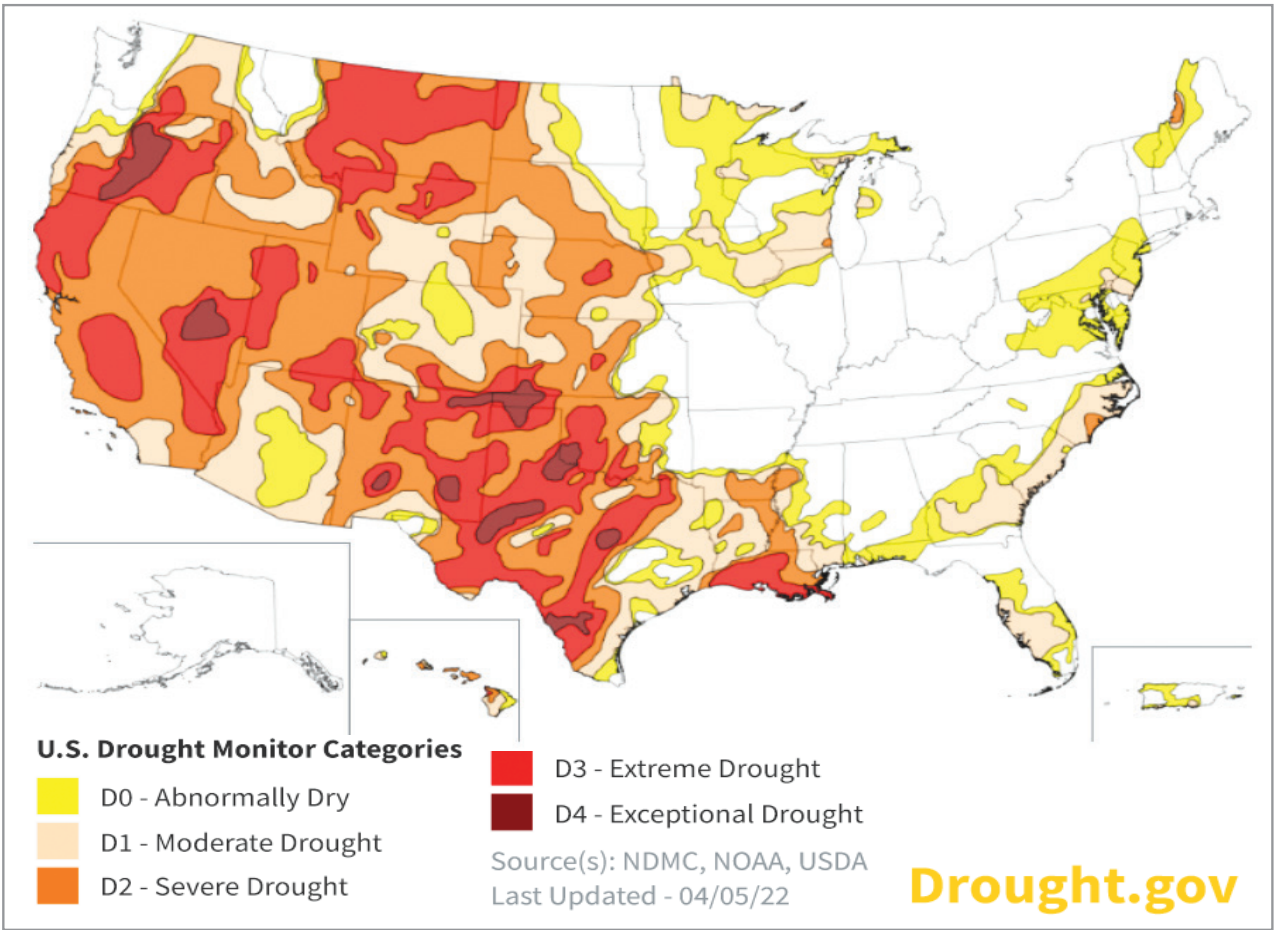 U.S. Drought Monitor Categories
D0 - Abnormally Dry
D1 - Moderate Drought
D2 - Severe Drought
D3 - Extreme Drought
D4 - Exceptional Drought
Source(s): NDMC, NOAA, USDA
Last Updated - 04/05/22
Drought.gov